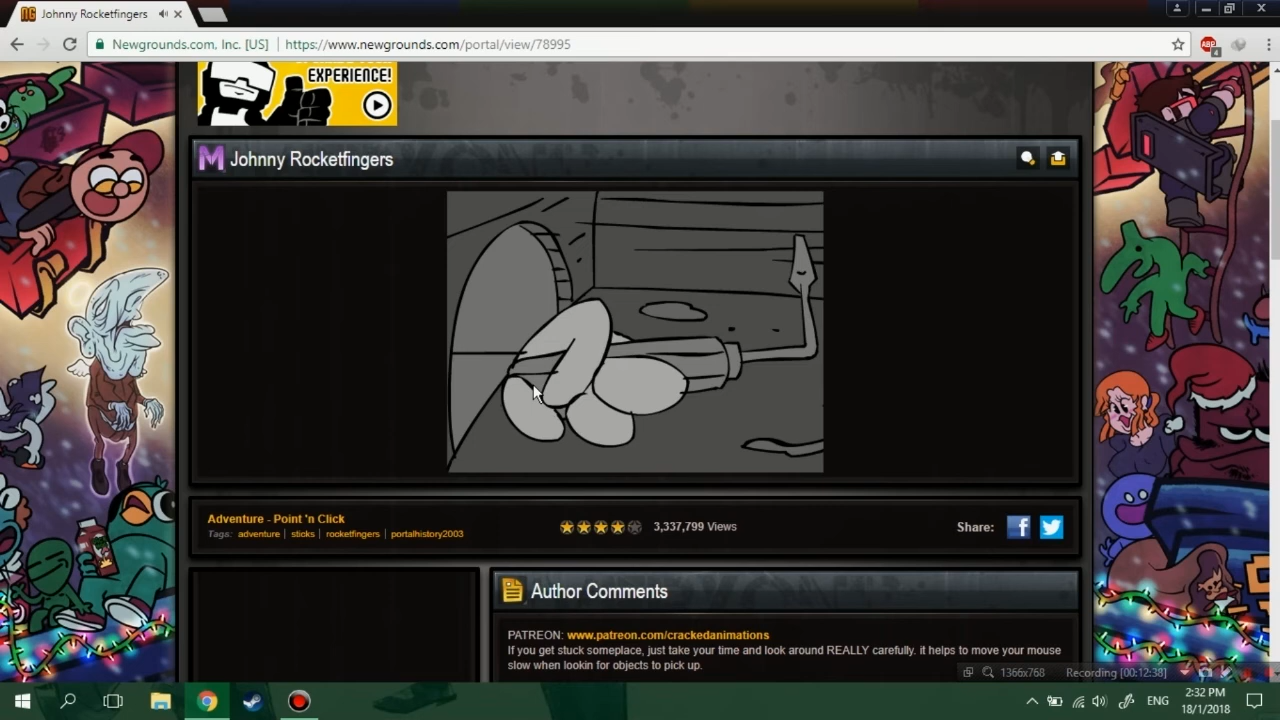 Johnny Rocketfingers
Newgrounds.com, Inc. [US] https://www.newgrounds.com/portal/view/78995
ABP
4
EXPERIENCE!
M Johnny Rocketfingers
Adventure - Point 'n Click
Tags: adventure | sticks | rocketfingers | portalhistory2003
3,337,799 Views
Share:
Author Comments
PATREON: www.patreon.com/crackedanimations
If you get stuck someplace, just take your time and look around REALLY carefully. it helps to move your mouse
slow when lookin for objects to pick up.
1366x768 Recording [00:12:38]
ENG
2:32 PM
18/1/2018